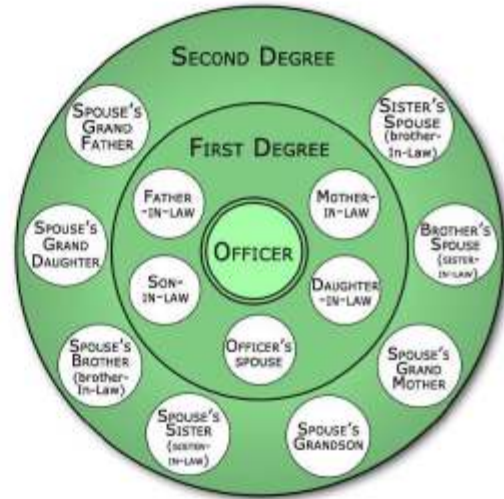 SECOND DEGREE
SPOUSE'S
GRAND
FATHER
SISTER'S
SPOUSE
(brother-
In-Law)
FIRST DEGREE
FATHER
-IN-LAW
MOTHER-
IN-LAW
OFFICER
SPOUSE'S
GRAND
DAUGHTER
BROTHER'S
SPOUSE
(SISTER-
IN-LAW)
SON-
IN-LAW
DAUGHTER
-IN-LAW
OFFICER'S
SPOUSE
SPOUSE'S
BROTHER
(brother-
In-Law)
SPOUSE'S
GRAND
MOTHER
SPOUSE'S
SISTER
(SISTER-
IN-LAW)
SPOUSE'S
GRANDSON